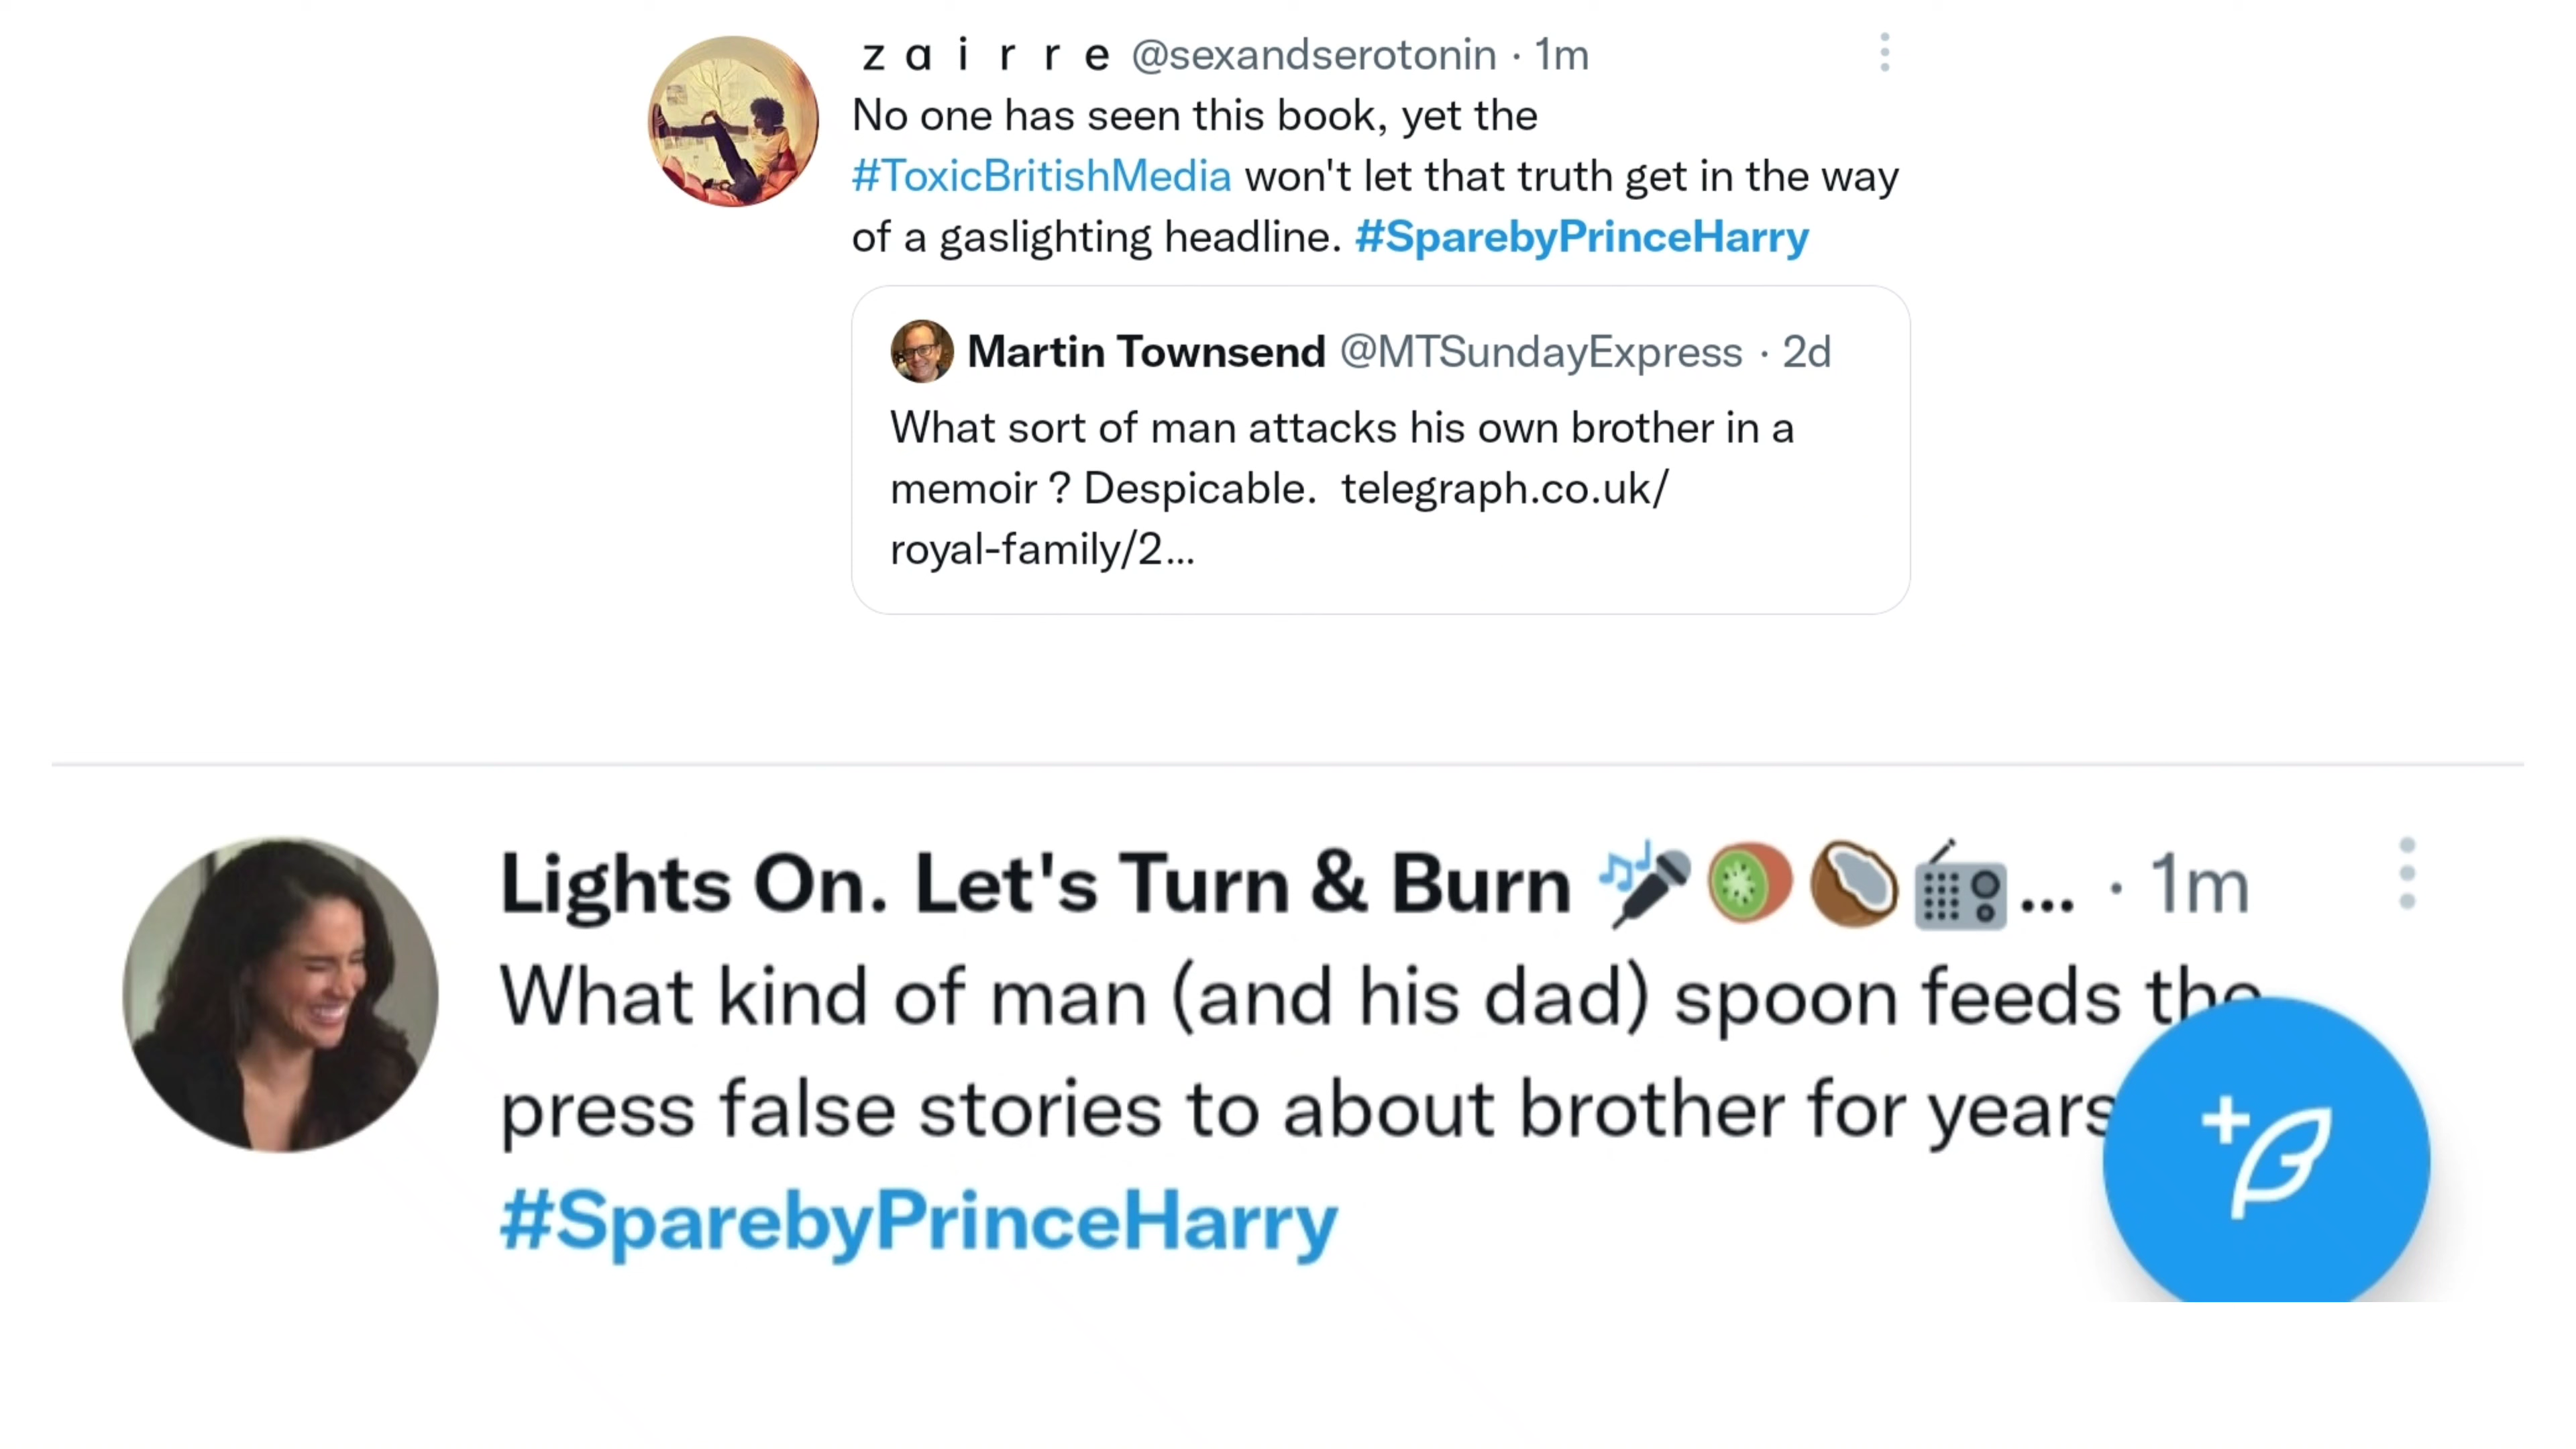 z a i r r e @sexandserotonin · 1m
No one has seen this book, yet the
#ToxicBritishMedia won't let that truth get in the way
of a gaslighting headline. #SparebyPrinceHarry
Martin Townsend @MTSundayExpress · 2d
What sort of man attacks his own brother in a
memoir ? Despicable. telegraph.co.uk/
royal-family/2...
Lights On. Let's Turn & Burn 🎤🥝🥥📻... · 1m
What kind of man (and his dad) spoon feeds the
press false stories to about brother for years
#SparebyPrinceHarry